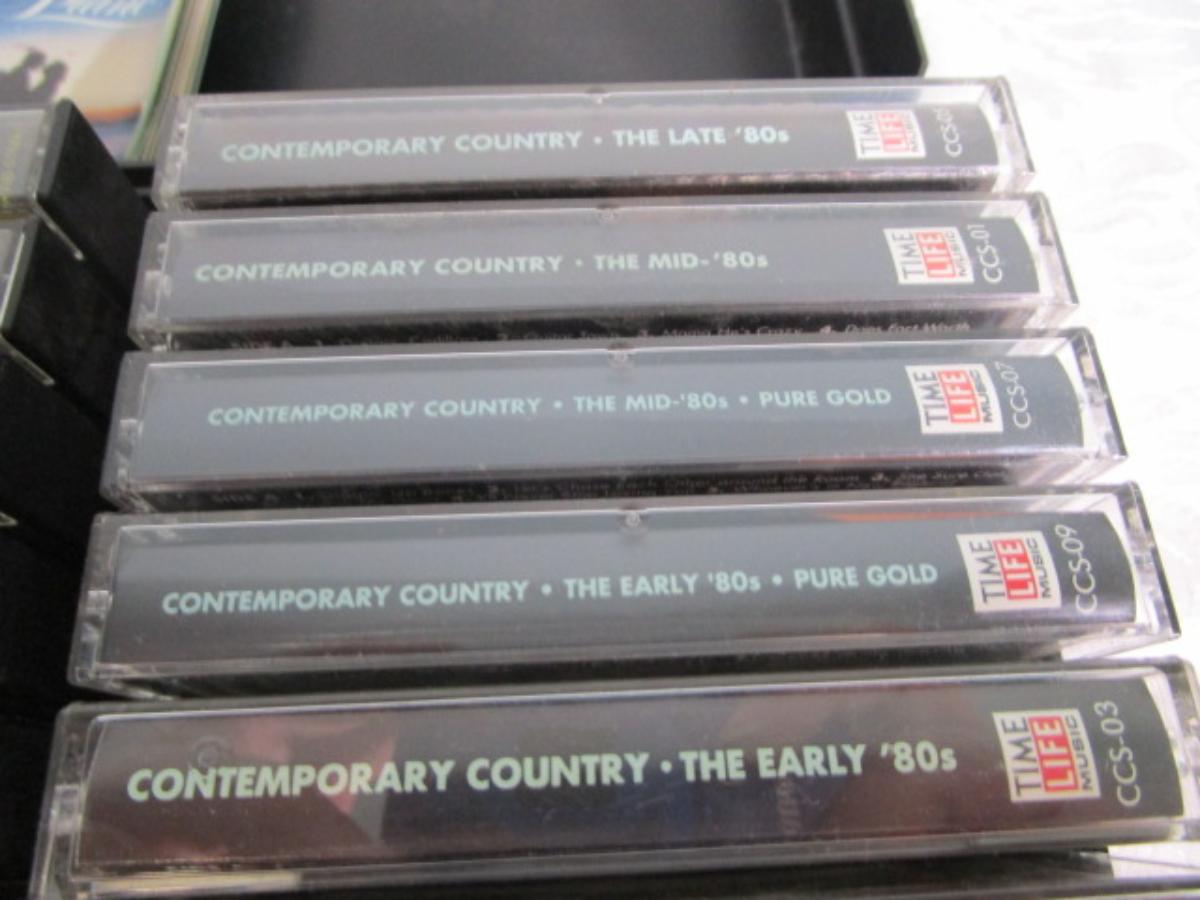 CONTEMPORARY COUNTRY • THE LATE '80s
TIME
LIFE
MUSIC
CONTEMPORARY COUNTRY • THE MID-'80s
TIME
LIFE
MUSIC
CCS-01
CONTEMPORARY COUNTRY • THE MID-'80s • PURE GOLD
TIME
LIFE
MUSIC
CCS-07
CONTEMPORARY COUNTRY • THE EARLY '80s • PURE GOLD
TIME
LIFE
MUSIC
CCS-09
CONTEMPORARY COUNTRY • THE EARLY '80s
TIME
LIFE
MUSIC
CCS-03